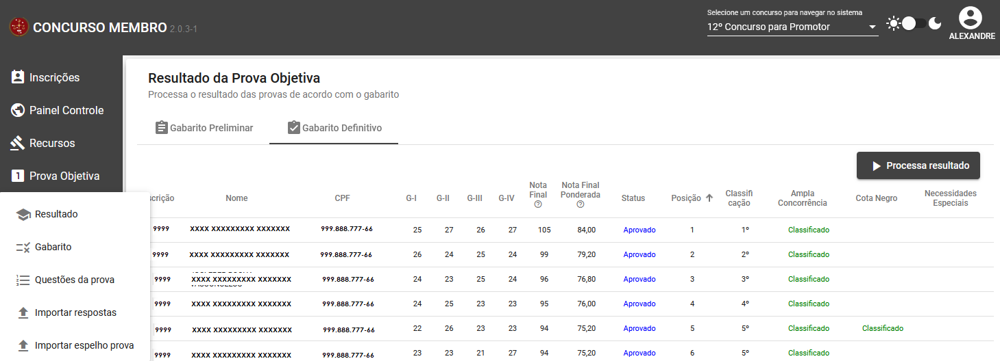 CONCURSO MEMBRO 2.0.3-1
Selecione um concurso para navegar no sistema
12º Concurso para Promotor
ALEXANDRE
Inscrições
Painel Controle
Recursos
1 Prova Objetiva
Resultado
Gabarito
Questões da prova
Importar respostas
Importar espelho prova
Resultado da Prova Objetiva
Processa o resultado das provas de acordo com o gabarito
Gabarito Preliminar Gabarito Definitivo
Processa resultado
scrição Nome CPF G-I G-II G-III G-IV Nota Final Nota Final Ponderada Status Posição Classifi cação Ampla Concorrência Cota Negro Necessidades Especiais
9999 XXXX XXXXXXXXX XXXXXXX 999.888.777-66 25 27 26 27 105 84,00 Aprovado 1 1º Classificado
9999 XXXX XXXXXXXXX XXXXXXX 999.888.777-66 26 24 25 24 99 79,20 Aprovado 2 2º Classificado
9999 XXXX XXXXXXXXX XXXXXXX 999.888.777-66 24 23 25 24 96 76,80 Aprovado 3 3º Classificado
9999 XXXX XXXXXXXXX XXXXXXX 999.888.777-66 24 25 23 23 95 76,00 Aprovado 4 4º Classificado
9999 XXXX XXXXXXXXX XXXXXXX 999.888.777-66 22 26 23 23 94 75,20 Aprovado 5 5º Classificado Classificado
9999 XXXX XXXXXXXXX XXXXXXX 999.888.777-66 23 23 21 27 94 75,20 Aprovado 6 5º Classificado